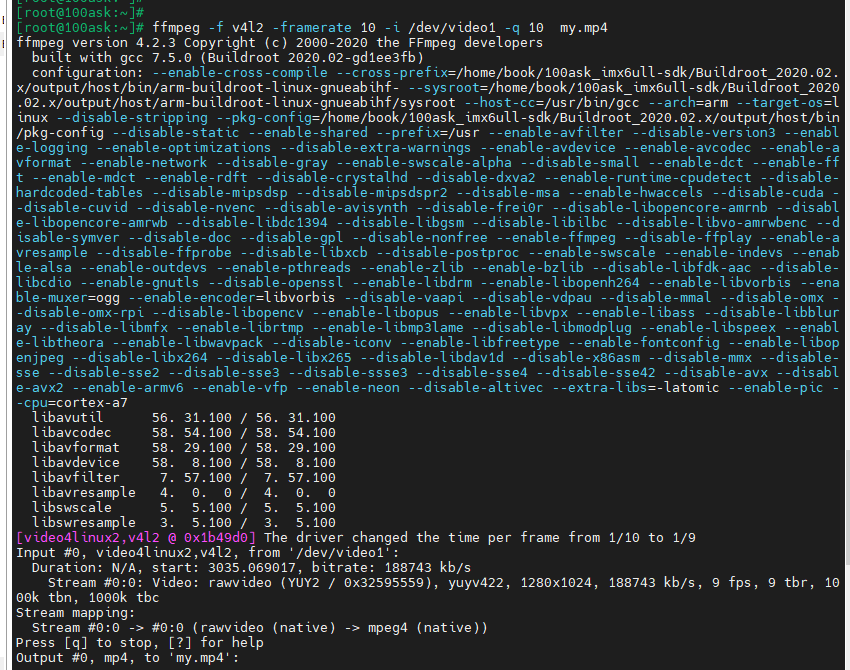 [root@100ask:~]#
[root@100ask:~]#
[root@100ask:~]# ffmpeg -f v4l2 -framerate 10 -i /dev/video1 -q 10  my.mp4
ffmpeg version 4.2.3 Copyright (c) 2000-2020 the FFmpeg developers
  built with gcc 7.5.0 (Buildroot 2020.02-gd1ee3fb)
  configuration: --enable-cross-compile --cross-prefix=/home/book/100ask_imx6ull-sdk/Buildroot_2020.02.
x/output/host/bin/arm-buildroot-linux-gnueabihf- --sysroot=/home/book/100ask_imx6ull-sdk/Buildroot_2020
.02.x/output/host/arm-buildroot-linux-gnueabihf/sysroot --host-cc=/usr/bin/gcc --arch=arm --target-os=l
inux --disable-stripping --pkg-config=/home/book/100ask_imx6ull-sdk/Buildroot_2020.02.x/output/host/bin
/pkg-config --disable-static --enable-shared --prefix=/usr --enable-avfilter --disable-version3 --enabl
e-logging --enable-optimizations --disable-extra-warnings --enable-avdevice --enable-avcodec --enable-a
vformat --enable-network --disable-gray --enable-swscale-alpha --disable-small --enable-dct --enable-ff
t --enable-mdct --enable-rdft --disable-crystalhd --disable-dxva2 --enable-runtime-cpudetect --disable-
hardcoded-tables --disable-mipsdsp --disable-mipsdspr2 --disable-msa --enable-hwaccels --disable-cuda -
-disable-cuvid --disable-nvenc --disable-avisynth --disable-frei0r --disable-libopencore-amrnb --disabl
e-libopencore-amrwb --disable-libdc1394 --disable-libgsm --disable-libilbc --disable-libvo-amrwbenc --d
isable-symver --disable-doc --disable-gpl --disable-nonfree --enable-ffmpeg --disable-ffplay --enable-a
vresample --disable-ffprobe --disable-libxcb --disable-postproc --enable-swscale --enable-indevs --enab
le-alsa --enable-outdevs --enable-pthreads --enable-zlib --enable-bzlib --disable-libfdk-aac --disable-
libcdio --enable-gnutls --disable-openssl --enable-libdrm --enable-libopenh264 --enable-libvorbis --ena
ble-muxer=ogg --enable-encoder=libvorbis --disable-vaapi --disable-vdpau --disable-mmal --disable-omx -
-disable-omx-rpi --disable-libopencv --enable-libopus --enable-libvpx --enable-libass --disable-libblur
ay --disable-libmfx --enable-librtmp --enable-libmp3lame --disable-libmodplug --enable-libspeex --enabl
e-libtheora --enable-libwavpack --disable-iconv --enable-libfreetype --enable-fontconfig --enable-libop
enjpeg --disable-libx264 --disable-libx265 --disable-libdav1d --disable-x86asm --disable-mmx --disable-
sse --disable-sse2 --disable-sse3 --disable-ssse3 --disable-sse4 --disable-sse42 --disable-avx --disabl
e-avx2 --enable-armv6 --enable-vfp --enable-neon --disable-altivec --extra-libs=-latomic --enable-pic -
-cpu=cortex-a7
  libavutil      56. 31.100 / 56. 31.100
  libavcodec     58. 54.100 / 58. 54.100
  libavformat    58. 29.100 / 58. 29.100
  libavdevice    58.  8.100 / 58.  8.100
  libavfilter     7. 57.100 /  7. 57.100
  libavresample   4.  0.  0 /  4.  0.  0
  libswscale      5.  5.100 /  5.  5.100
  libswresample   3.  5.100 /  3.  5.100
[video4linux2,v4l2 @ 0x1b49d0] The driver changed the time per frame from 1/10 to 1/9
Input #0, video4linux2,v4l2, from '/dev/video1':
  Duration: N/A, start: 3035.069017, bitrate: 188743 kb/s
    Stream #0:0: Video: rawvideo (YUY2 / 0x32595559), yuyv422, 1280x1024, 188743 kb/s, 9 fps, 9 tbr, 10
00k tbn, 1000k tbc
Stream mapping:
  Stream #0:0 -> #0:0 (rawvideo (native) -> mpeg4 (native))
Press [q] to stop, [?] for help
Output #0, mp4, to 'my.mp4':